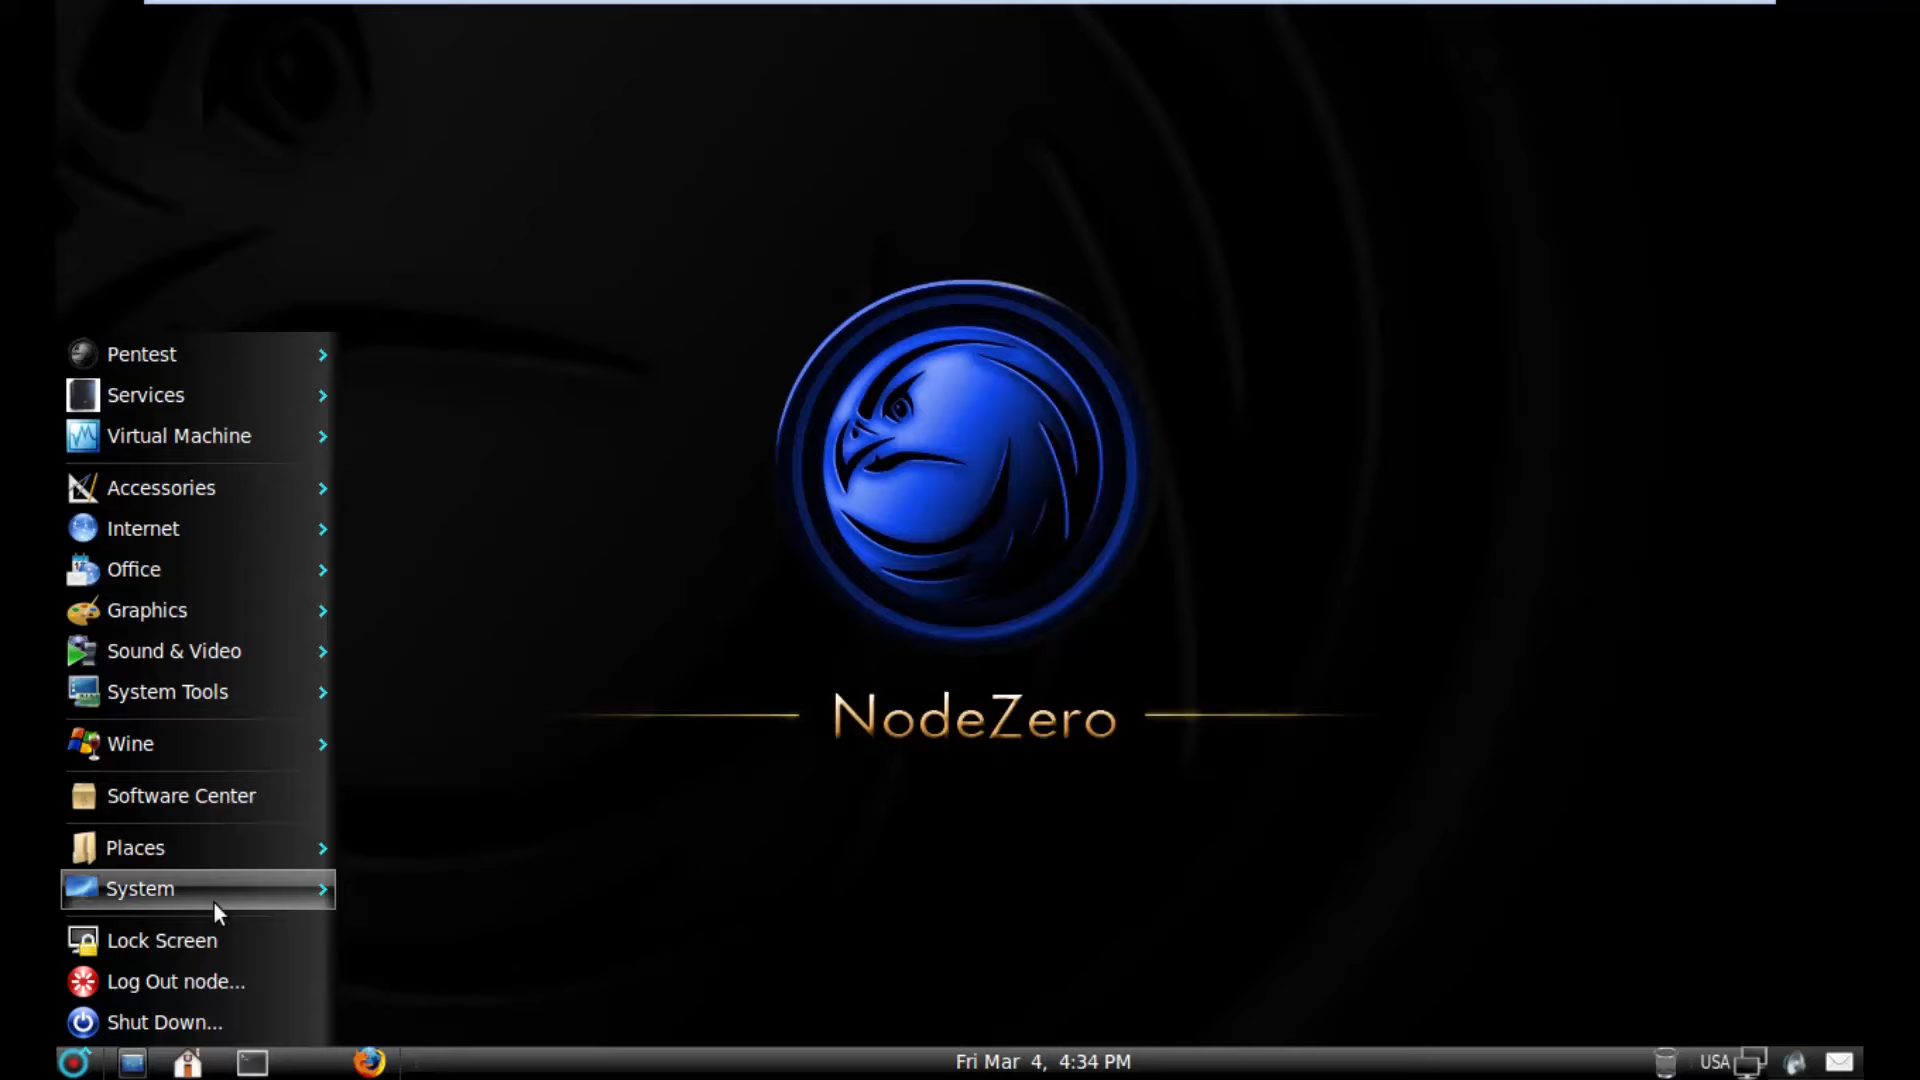 Pentest
Services
Virtual Machine
Accessories
Internet
Office
Graphics
Sound & Video
System Tools
Wine
Software Center
Places
System
Lock Screen
Log Out node...
Shut Down...
NodeZero
Fri Mar 4, 4:34 PM
USA